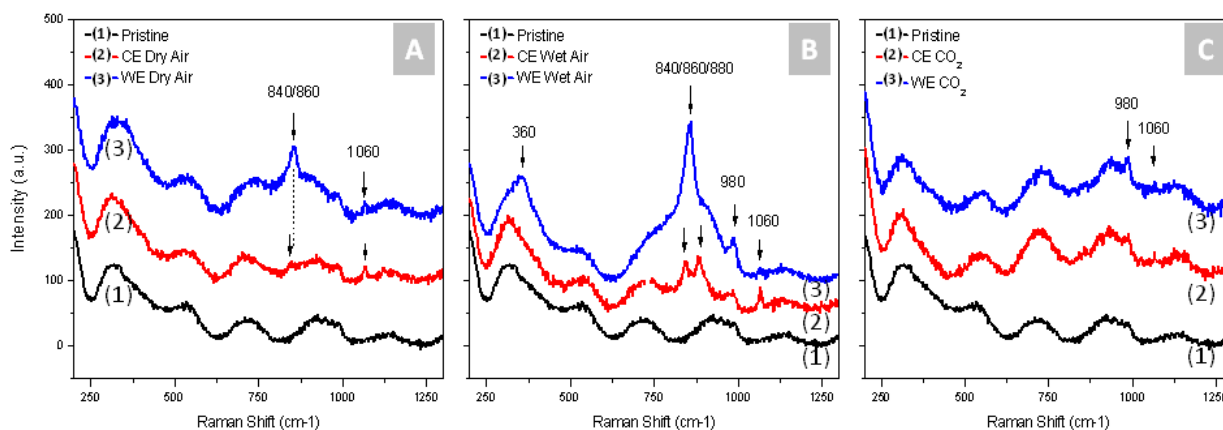 500
400
300
200
100
0
Intensity (a.u.)
(1) Pristine
(2) CE Dry Air
(3) WE Dry Air
A
840/860
1060
(3)
(2)
(1)
250 500 750 1000 1250
Raman Shift (cm-1)
(1) Pristine
(2) CE Wet Air
(3) WE Wet Air
B
840/860/880
360
980
1060
(3)
(2)
(1)
250 500 750 1000 1250
Raman Shift (cm-1)
(1) Pristine
(2) CE CO2
(3) WE CO2
C
980
1060
(3)
(2)
(1)
250 500 750 1000 1250
Raman Shift (cm-1)